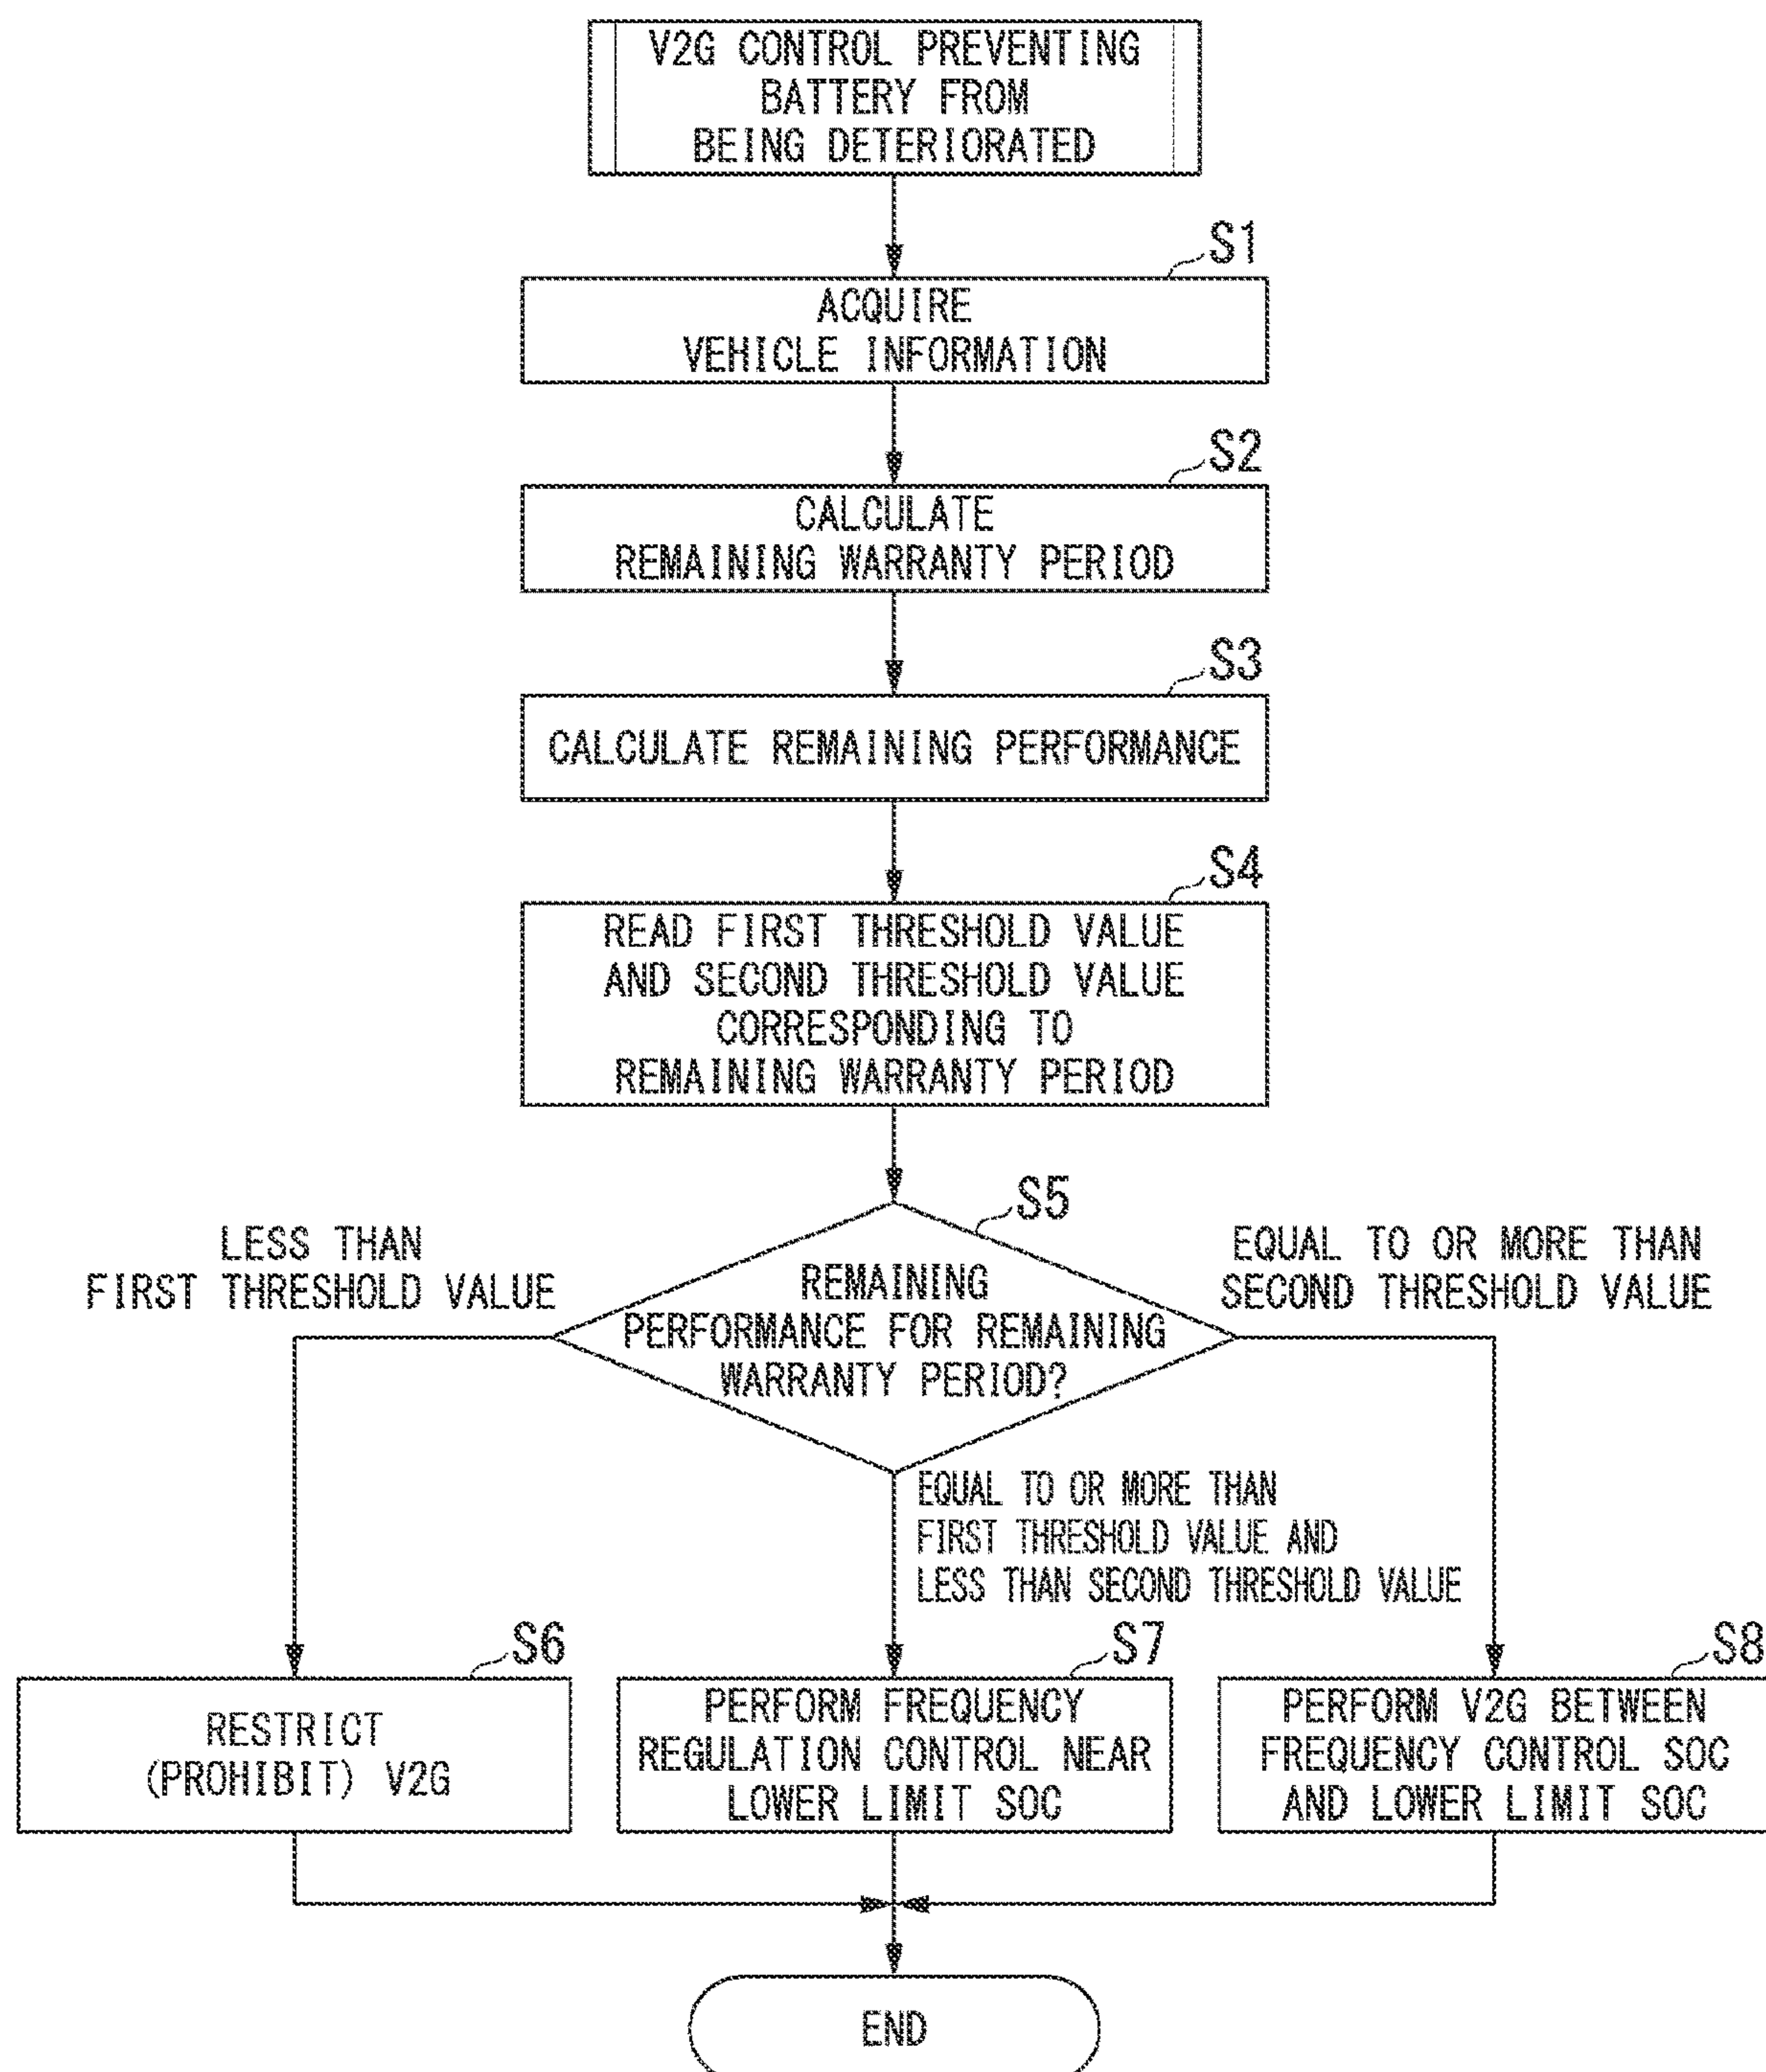 V2G CONTROL PREVENTING
BATTERY FROM
BEING DETERIORATED
S1
ACQUIRE
VEHICLE INFORMATION
S2
CALCULATE
REMAINING WARRANTY PERIOD
S3
CALCULATE REMAINING PERFORMANCE
S4
READ FIRST THRESHOLD VALUE
AND SECOND THRESHOLD VALUE
CORRESPONDING TO
REMAINING WARRANTY PERIOD
S5
REMAINING
PERFORMANCE FOR REMAINING
WARRANTY PERIOD?
LESS THAN
FIRST THRESHOLD VALUE
EQUAL TO OR MORE THAN
SECOND THRESHOLD VALUE
EQUAL TO OR MORE THAN
FIRST THRESHOLD VALUE AND
LESS THAN SECOND THRESHOLD VALUE
S6
RESTRICT
(PROHIBIT) V2G
S7
PERFORM FREQUENCY
REGULATION CONTROL NEAR
LOWER LIMIT SOC
S8
PERFORM V2G BETWEEN
FREQUENCY CONTROL SOC
AND LOWER LIMIT SOC
END